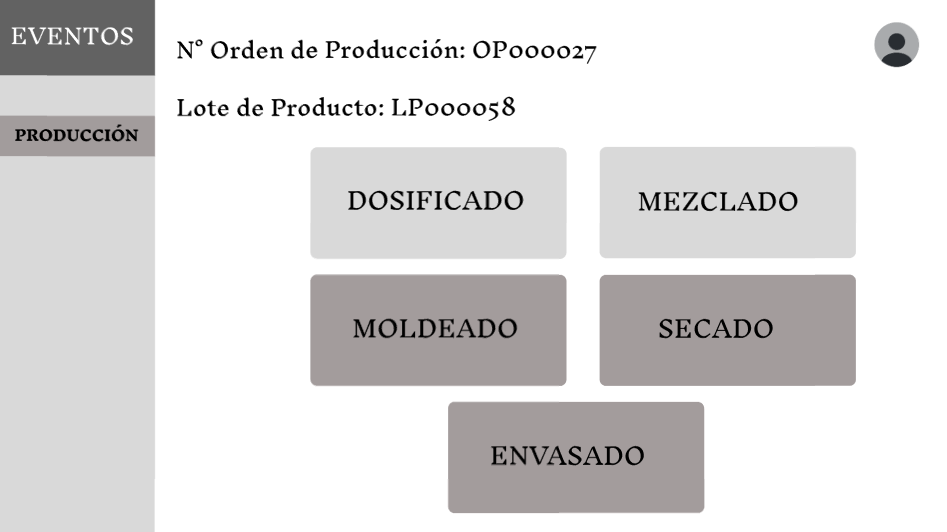 EVENTOS
N° Orden de Producción: OP000027
Lote de Producto: LP000058
PRODUCCIÓN
DOSIFICADO
MEZCLADO
MOLDEADO
SECADO
ENVASADO